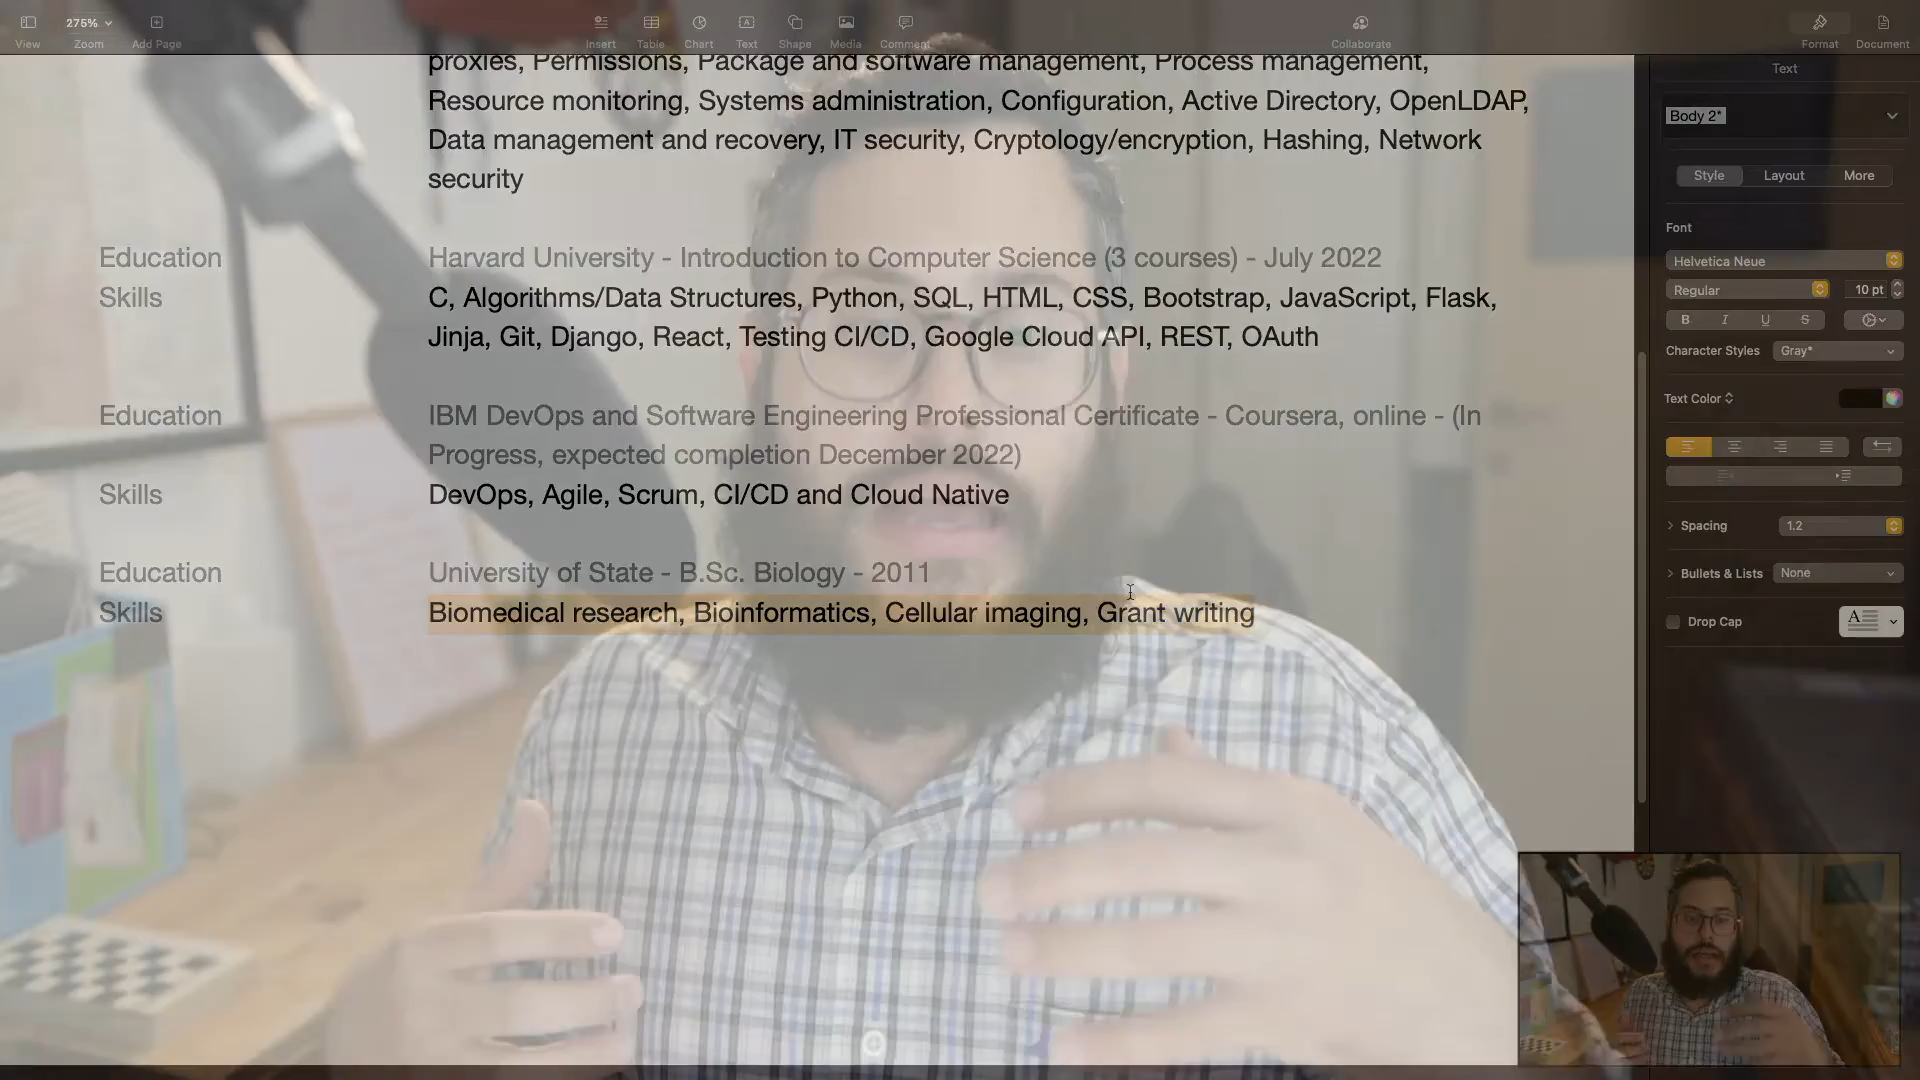 275%
View
Zoom
Add Page
Insert
Table
Chart
Text
Shape
Media
Comment
Collaborate
Format
Document
proxies, Permissions, Package and software management, Process management,
Resource monitoring, Systems administration, Configuration, Active Directory, OpenLDAP,
Data management and recovery, IT security, Cryptology/encryption, Hashing, Network
security
Education Harvard University - Introduction to Computer Science (3 courses) - July 2022
Skills C, Algorithms/Data Structures, Python, SQL, HTML, CSS, Bootstrap, JavaScript, Flask,
Jinja, Git, Django, React, Testing CI/CD, Google Cloud API, REST, OAuth
Education IBM DevOps and Software Engineering Professional Certificate - Coursera, online - (In
Progress, expected completion December 2022)
Skills DevOps, Agile, Scrum, CI/CD and Cloud Native
Education University of State - B.Sc. Biology - 2011
Skills Biomedical research, Bioinformatics, Cellular imaging, Grant writing
Text
Body 2*
Style Layout More
Font
Helvetica Neue
Regular 10 pt
B I U S
Character Styles Gray*
Text Color
Spacing 1.2
Bullets & Lists None
Drop Cap A